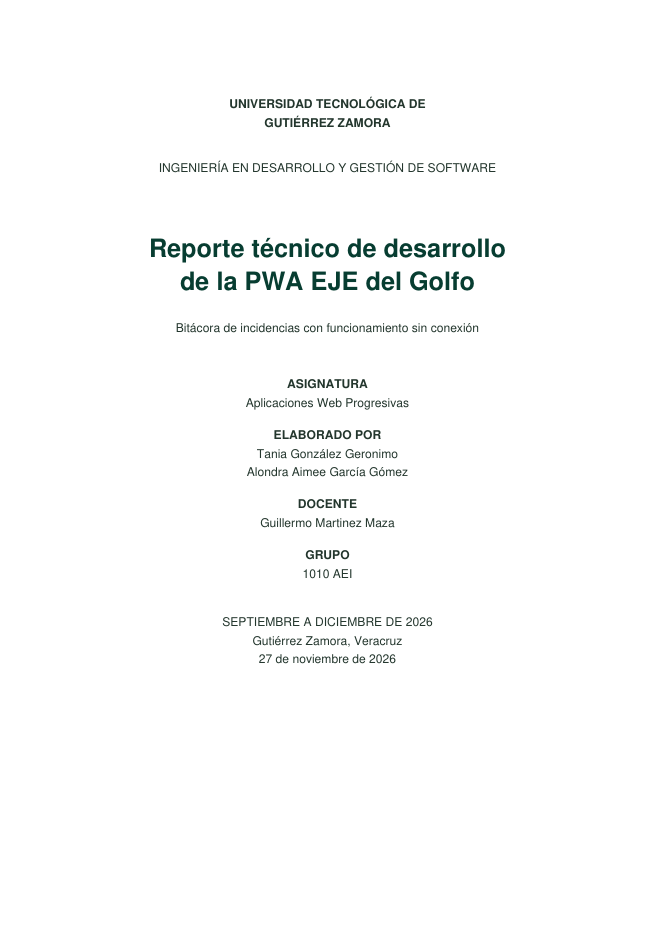 UNIVERSIDAD TECNOLÓGICA DE
GUTIÉRREZ ZAMORA
INGENIERÍA EN DESARROLLO Y GESTIÓN DE SOFTWARE
Reporte técnico de desarrollo
de la PWA EJE del Golfo
Bitácora de incidencias con funcionamiento sin conexión
ASIGNATURA
Aplicaciones Web Progresivas
ELABORADO POR
Tania González Geronimo
Alondra Aimee García Gómez
DOCENTE
Guillermo Martinez Maza
GRUPO
1010 AEI
SEPTIEMBRE A DICIEMBRE DE 2026
Gutiérrez Zamora, Veracruz
27 de noviembre de 2026